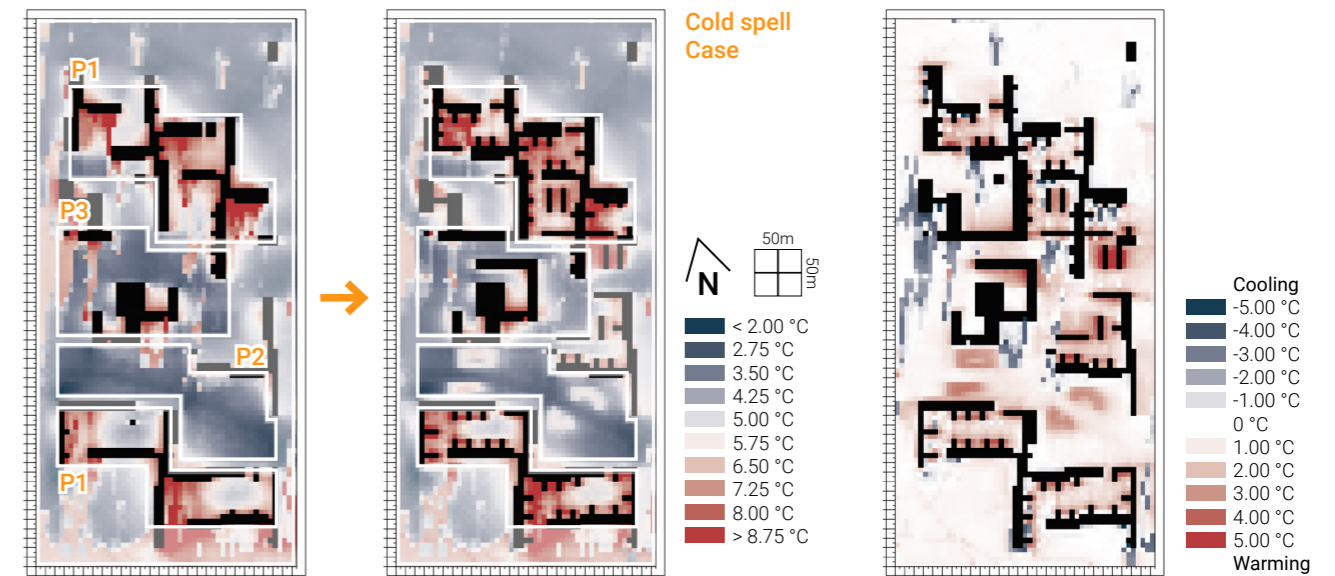 Cold spell
Case
P1
P3
P2
P1
50m
50m
N
< 2.00 °C
2.75 °C
3.50 °C
4.25 °C
5.00 °C
5.75 °C
6.50 °C
7.25 °C
8.00 °C
> 8.75 °C
Cooling
-5.00 °C
-4.00 °C
-3.00 °C
-2.00 °C
-1.00 °C
0 °C
1.00 °C
2.00 °C
3.00 °C
4.00 °C
5.00 °C
Warming